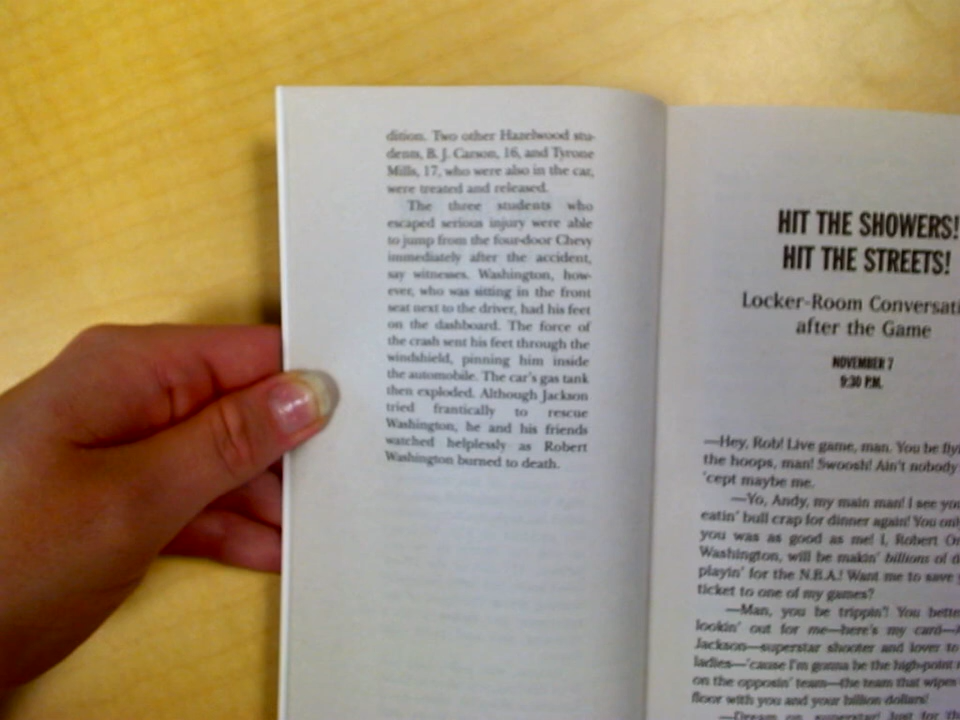 dition. Two other Hazelwood stu-
dents, B. J. Carson, 16, and Tyrone
Mills, 17, who were also in the car,
were treated and released.
The three students who
escaped serious injury were able
to jump from the four-door Chevy
immediately after the accident,
say witnesses. Washington, how-
ever, who was sitting in the front
seat next to the driver, had his feet
on the dashboard. The force of
the crash sent his feet through the
windshield, pinning him inside
the automobile. The car's gas tank
then exploded. Although Jackson
tried frantically to rescue
Washington, he and his friends
watched helplessly as Robert
Washington burned to death.
HIT THE SHOWERS!
HIT THE STREETS!
Locker-Room Conversati
after the Game
NOVEMBER 7
9:30 P.M.
—Hey, Rob! Live game, man. You be flyi
the hoops, man! Swoosh! Ain't nobody
'cept maybe me.
—Yo, Andy, my main man! I see you
eatin' bull crap for dinner again! You onl
you was as good as me! I, Robert Or
Washington, will be makin' billions of d
playin' for the N.B.A.! Want me to save y
ticket to one of my games?
—Man, you be trippin'! You bette
lookin' out for me—here's my card—A
Jackson—superstar shooter and lover to
ladies—'cause I'm gonna be the high-point
on the opposin' team—the team that wipes
floor with you and your billion dollars!
—Dream on, superstar! Just for th